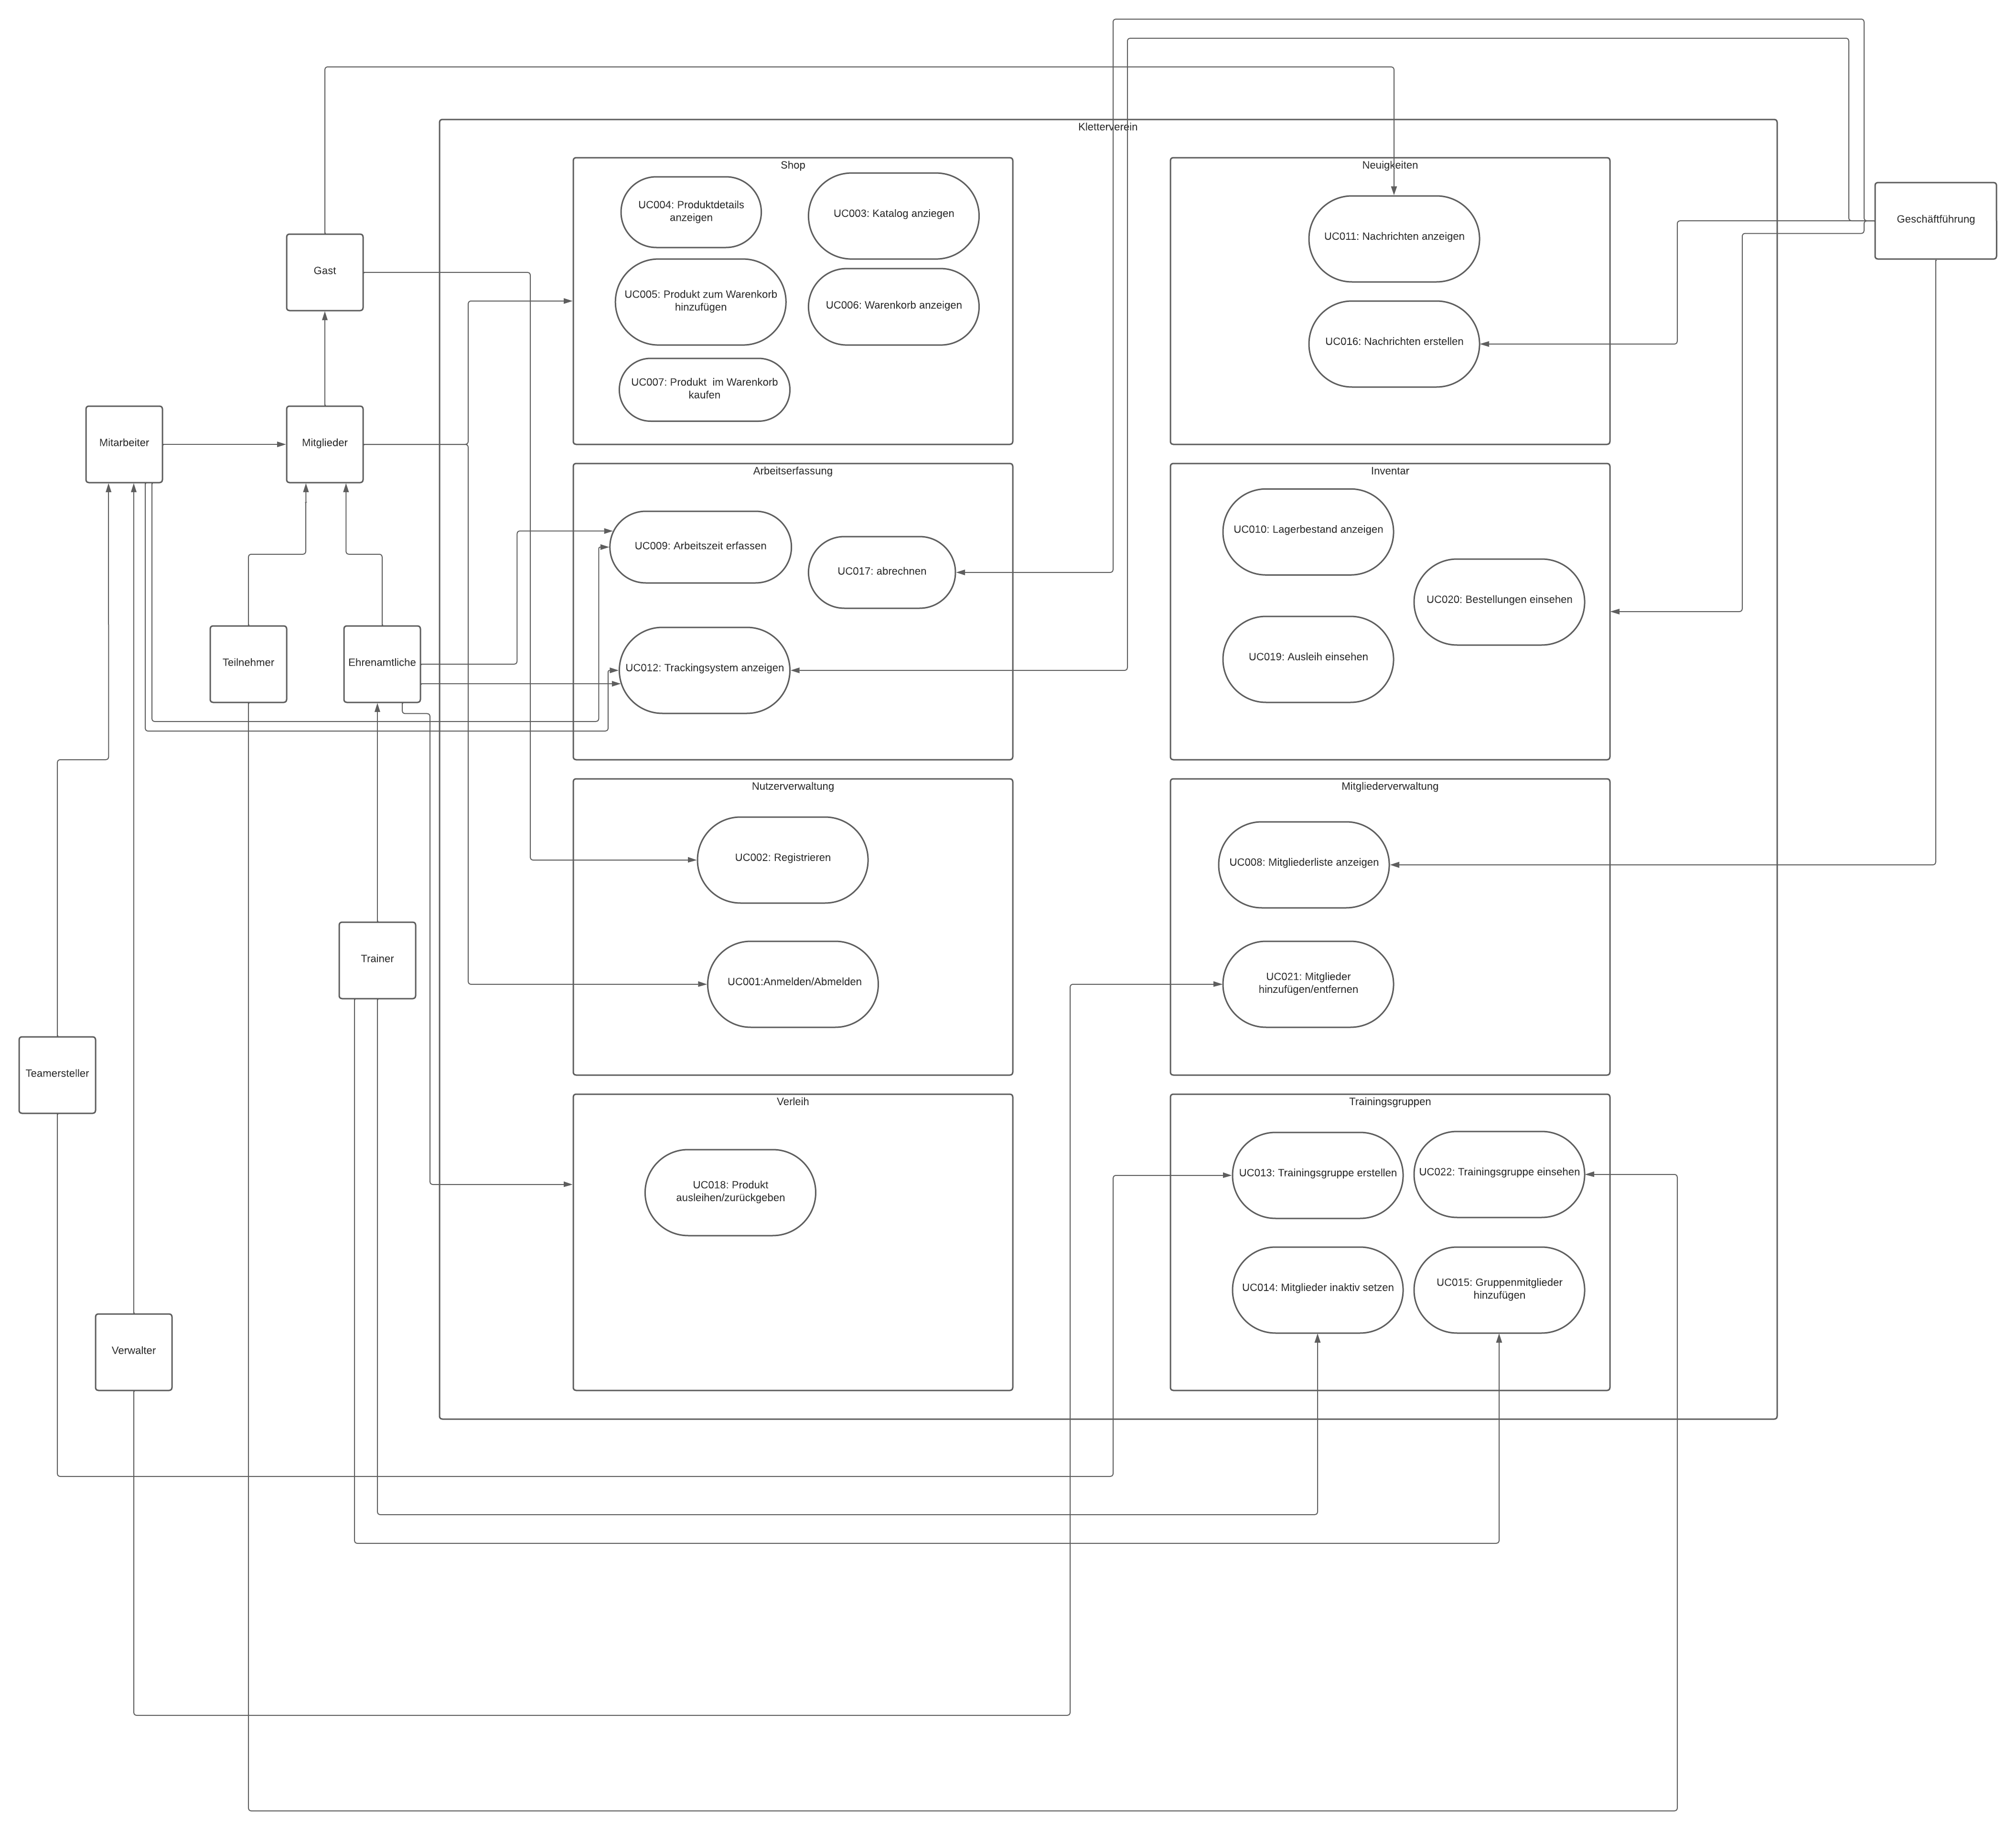 Kletterverein
Shop
UC004: Produktdetails
anzeigen
UC003: Katalog anziegen
UC005: Produkt zum Warenkorb
hinzufügen
UC006: Warenkorb anzeigen
UC007: Produkt  im Warenkorb
kaufen
Neuigkeiten
UC011: Nachrichten anzeigen
UC016: Nachrichten erstellen
Geschäftführung
Gast
Mitarbeiter
Mitglieder
Arbeitserfassung
UC009: Arbeitszeit erfassen
UC017: abrechnen
UC012: Trackingsystem anzeigen
Inventar
UC010: Lagerbestand anzeigen
UC020: Bestellungen einsehen
UC019: Ausleih einsehen
Teilnehmer
Ehrenamtliche
Nutzerverwaltung
UC002: Registrieren
UC001:Anmelden/Abmelden
Mitgliederverwaltung
UC008: Mitgliederliste anzeigen
UC021: Mitglieder
hinzufügen/entfernen
Trainer
Teamersteller
Verleih
UC018: Produkt
ausleihen/zurückgeben
Trainingsgruppen
UC013: Trainingsgruppe erstellen
UC022: Trainingsgruppe einsehen
UC014: Mitglieder inaktiv setzen
UC015: Gruppenmitglieder
hinzufügen
Verwalter